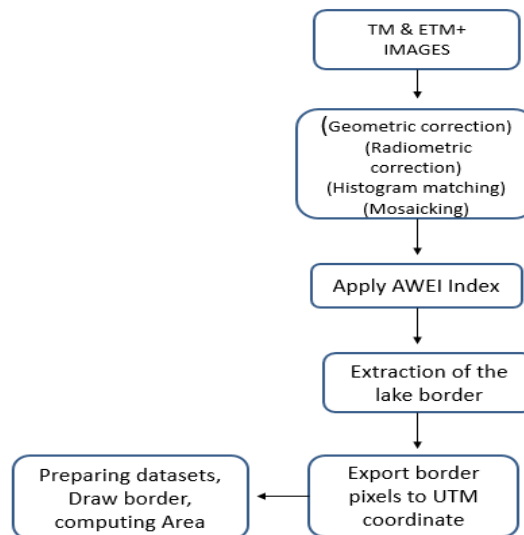 TM & ETM+
IMAGES
(Geometric correction)
(Radiometric
correction)
(Histogram matching)
(Mosaicking)
Apply AWEI Index
Extraction of the
lake border
Export border
pixels to UTM
coordinate
Preparing datasets,
Draw border,
computing Area